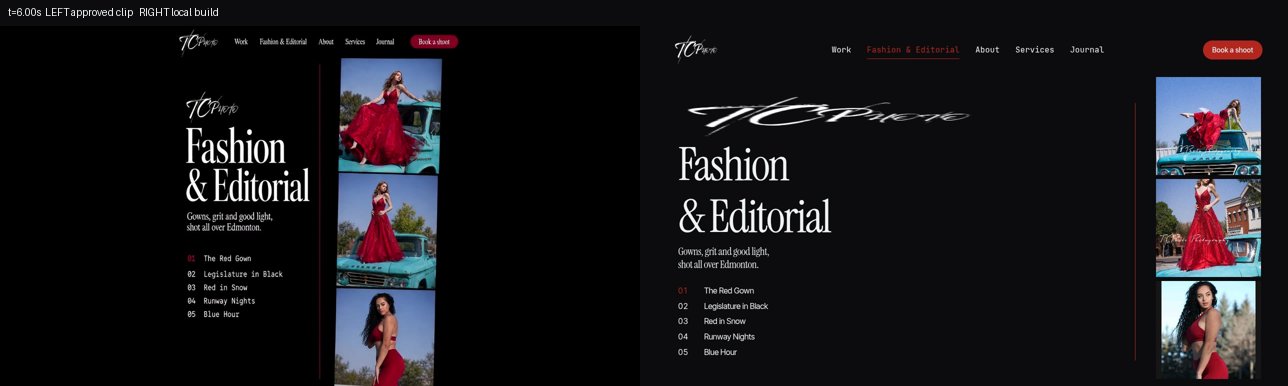 t=6.00s LEFT approved clip RIGHT local build
TCPhoto
Work Fashion & Editorial About Services Journal Book a shoot
TCPhoto
Fashion
& Editorial
Gowns, grit and good light,
shot all over Edmonton.
01 The Red Gown
02 Legislature in Black
03 Red in Snow
04 Runway Nights
05 Blue Hour
TCPhoto
Work Fashion & Editorial About Services Journal Book a shoot
TCPhoto
Fashion
& Editorial
Gowns, grit and good light,
shot all over Edmonton.
01 The Red Gown
02 Legislature in Black
03 Red in Snow
04 Runway Nights
05 Blue Hour